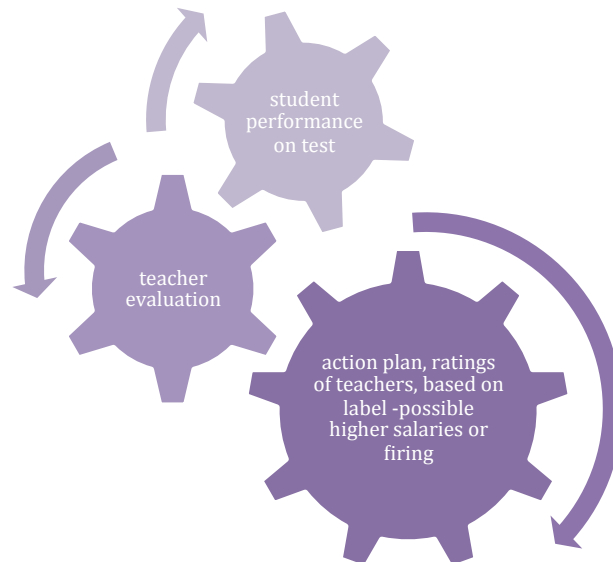 student
performance
on test
teacher
evaluation
action plan, ratings
of teachers, based on
label -possible
higher salaries or
firing